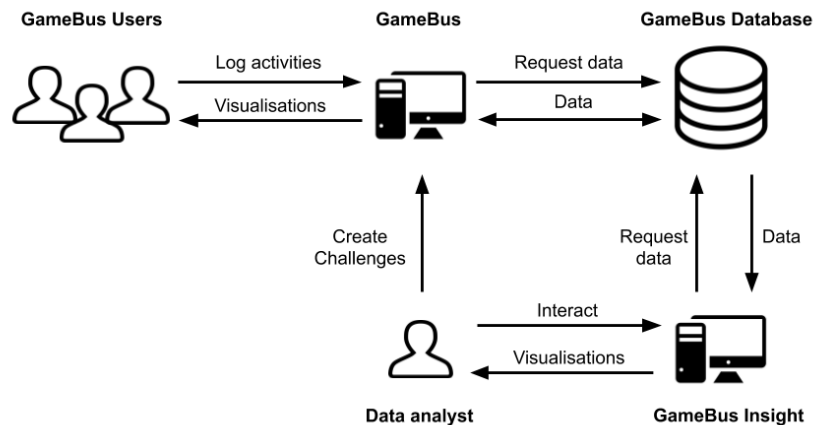 GameBus Users
GameBus
GameBus Database
Log activities
Request data
Visualisations
Data
Create
Challenges
Request
data
Data
Interact
Visualisations
Data analyst
GameBus Insight